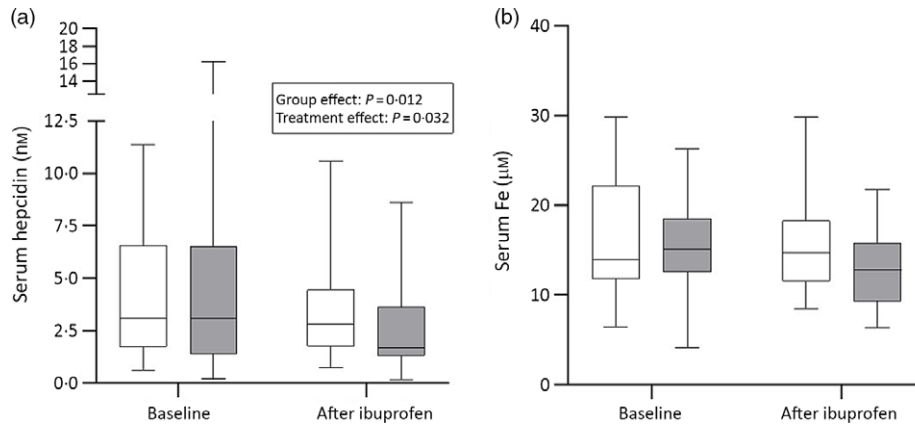 (a)
20
18
16
14
12·5
10·0
7·5
5·0
2·5
0·0
Serum hepcidin (nM)
Group effect: P = 0·012
Treatment effect: P = 0·032
Baseline
After ibuprofen
(b)
40
30
20
10
0
Serum Fe (µM)
Baseline
After ibuprofen